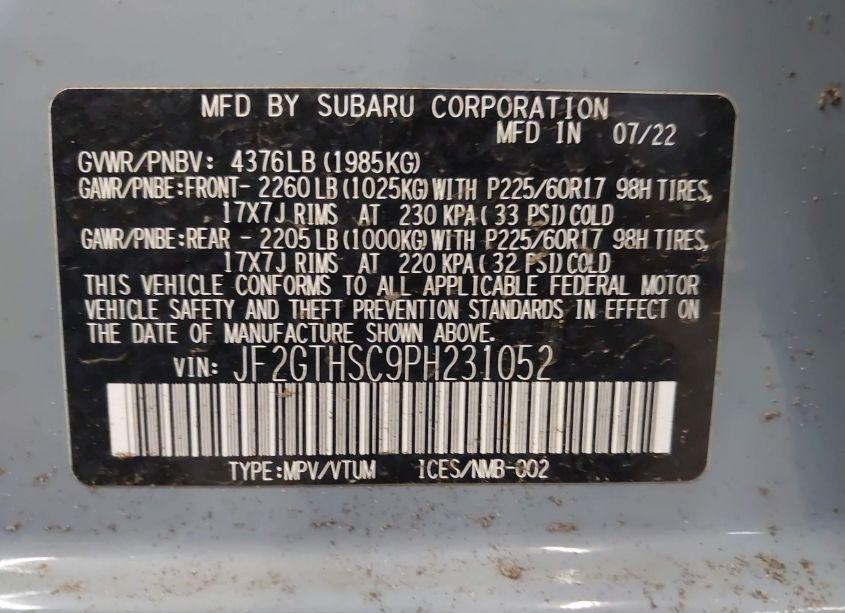 MFD BY SUBARU CORPORATION
MFD IN 07/22
GVWR/PNBV: 4376LB (1985KG)
GAWR/PNBE:FRONT- 2260LB (1025KG) WITH P225/60R17 98H TIRES,
17X7J RIMS AT 230 KPA( 33 PSI) COLD
GAWR/PNBE:REAR - 2205LB (1000KG) WITH P225/60R17 98H TIRES,
17X7J RIMS AT 220 KPA( 32 PSI) COLD
THIS VEHICLE CONFORMS TO ALL APPLICABLE FEDERAL MOTOR
VEHICLE SAFETY AND THEFT PREVENTION STANDARDS IN EFFECT ON
THE DATE OF MANUFACTURE SHOWN ABOVE.
VIN: JF2GTHSC9PH231052
TYPE:MPV/VTUM ICES/NMB-002